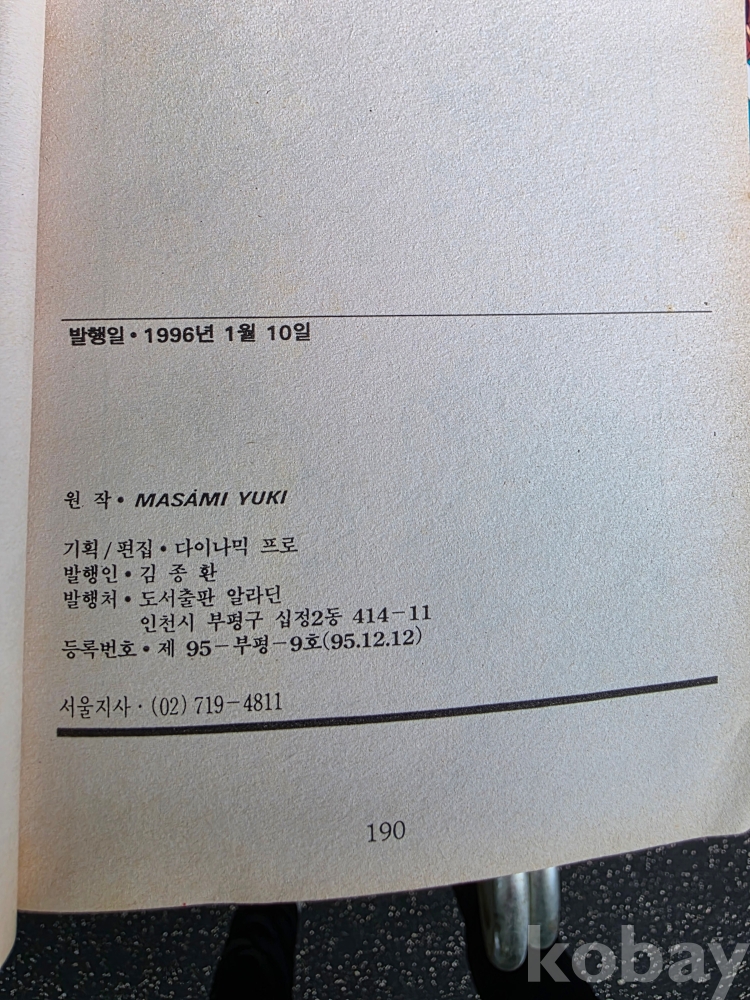 발행일 • 1996년 1월 10일
원 작 • MASAMI YUKI
기획 / 편집 • 다이나믹 프로
발행인 • 김 종 환
발행처 • 도서출판 알라딘
인천시 부평구 십정2동 414-11
등록번호 • 제 95-부평-9호(95.12.12)
서울지사 · (02) 719-4811
190
kobay